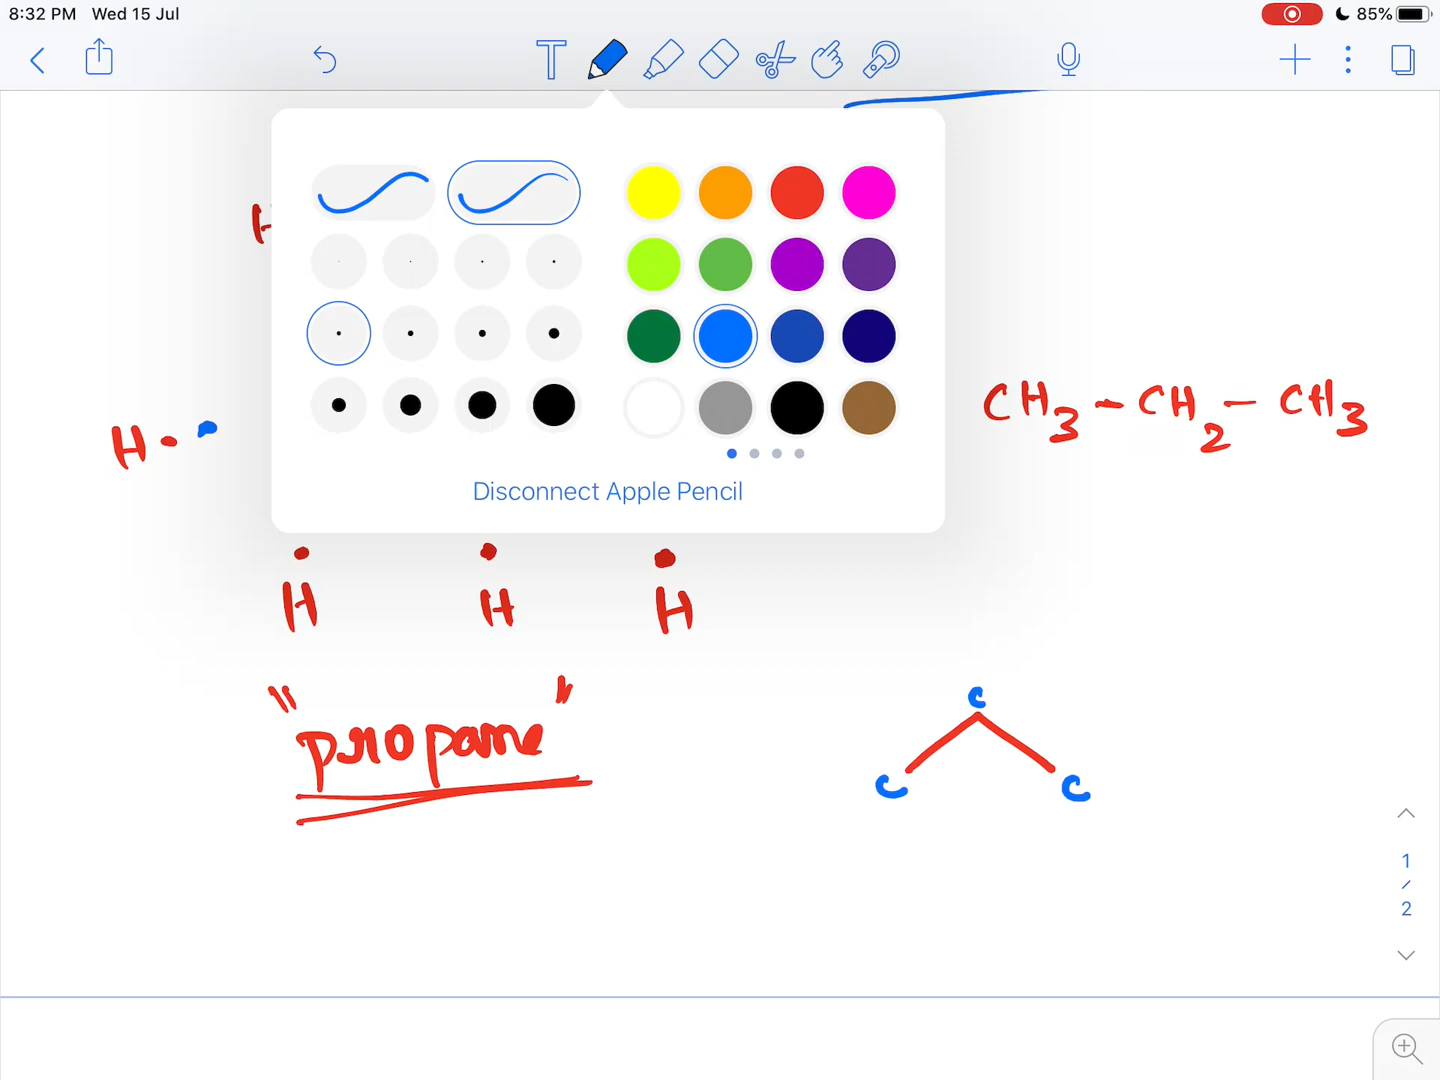 8:32 PM Wed 15 Jul 85%
T
H
H
CH3 - CH2 - CH3
Disconnect Apple Pencil
H H H
"propane"
C
C C
1
/
2